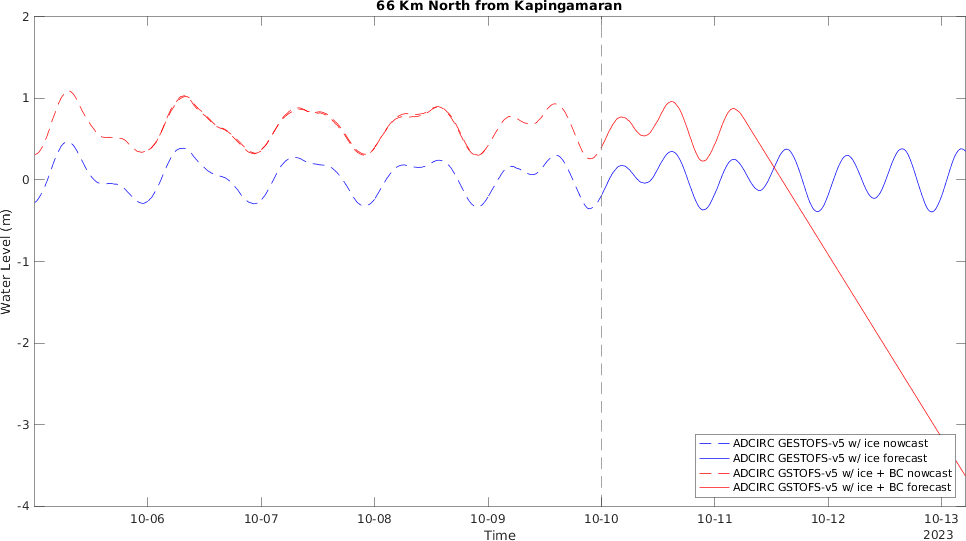 66 Km North from Kapingamaran
2
1
0
-1
-2
-3
-4
Water Level (m)
ADCIRC GESTOFS-v5 w/ ice nowcast
ADCIRC GESTOFS-v5 w/ ice forecast
ADCIRC GSTOFS-v5 w/ ice + BC nowcast
ADCIRC GSTOFS-v5 w/ ice + BC forecast
10-06 10-07 10-08 10-09 10-10 10-11 10-12 10-13
Time 2023